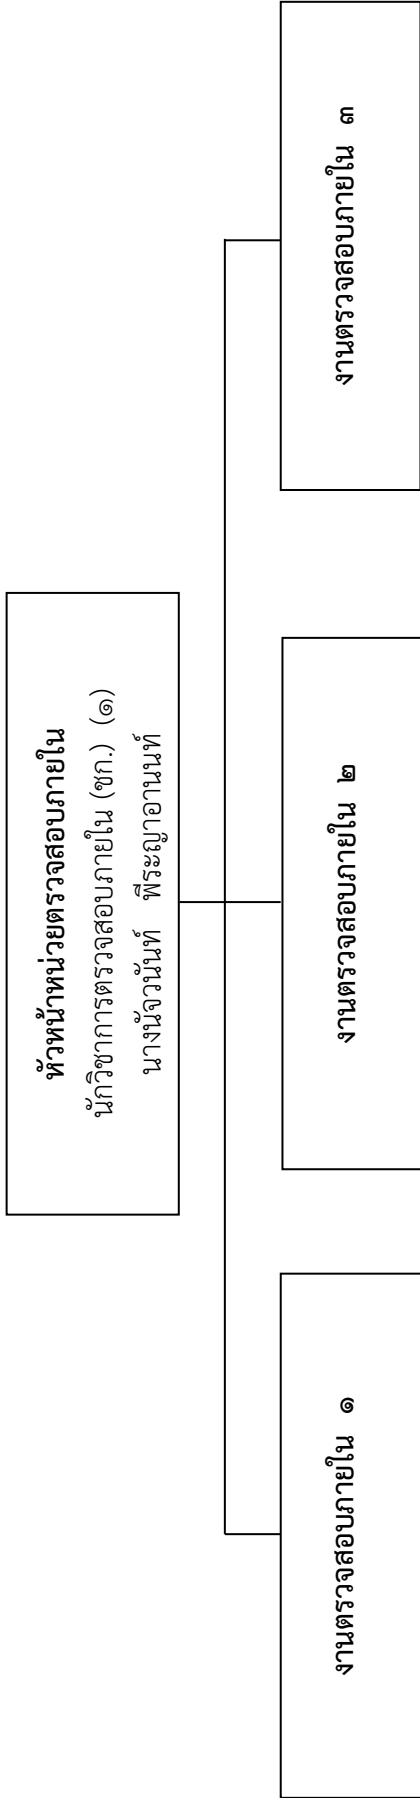 หัวหน้าหน่วยตรวจสอบภายใน
นักวิชาการตรวจสอบภายใน (ชก.) (๑)
นางนัจวนันท์ พีระญาอานนท์
งานตรวจสอบภายใน ๑
งานตรวจสอบภายใน ๒
งานตรวจสอบภายใน ๓